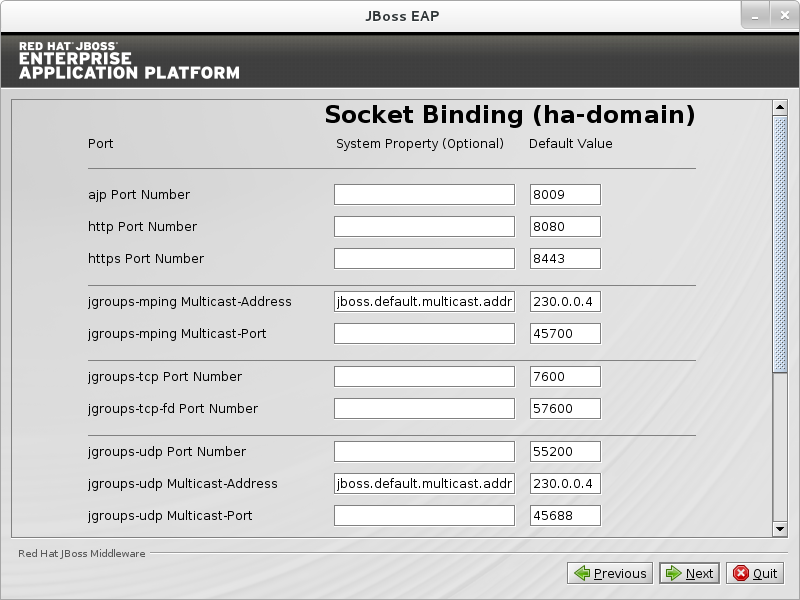 JBoss EAP
RED HAT® JBOSS®
ENTERPRISE
APPLICATION PLATFORM
Socket Binding (ha-domain)
Port System Property (Optional) Default Value
ajp Port Number 8009
http Port Number 8080
https Port Number 8443
jgroups-mping Multicast-Address jboss.default.multicast.addr 230.0.0.4
jgroups-mping Multicast-Port 45700
jgroups-tcp Port Number 7600
jgroups-tcp-fd Port Number 57600
jgroups-udp Port Number 55200
jgroups-udp Multicast-Address jboss.default.multicast.addr 230.0.0.4
jgroups-udp Multicast-Port 45688
Red Hat JBoss Middleware
Previous Next Quit